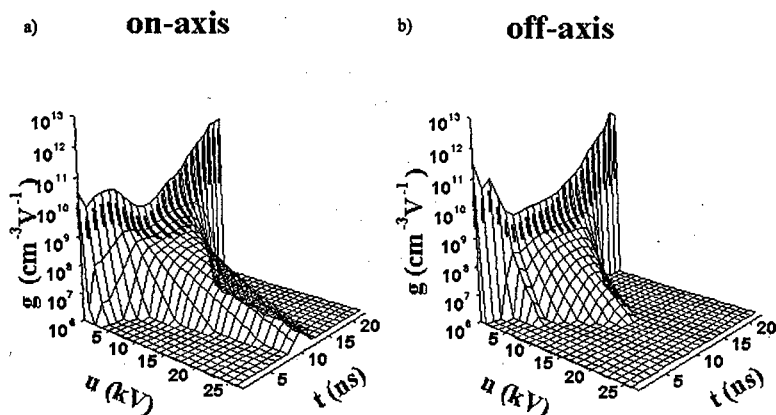 a) on-axis
b) off-axis
10^13
10^12
10^11
10^10
10^9
10^8
10^7
10^6
g (cm^-3V^-1)
5 10 15 20 25
u (kV)
5 10 15 20
t (ns)
10^13
10^12
10^11
10^10
10^9
10^8
10^7
10^6
g (cm^-3V^-1)
5 10 15 20 25
u (kV)
5 10 15 20
t (ns)